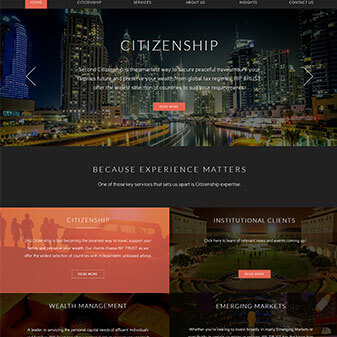 HOME CITIZENSHIP SERVICES ABOUT US INSIGHTS CONTACT US
CITIZENSHIP
Second Citizenship is the smartest way to secure peaceful travel, insure your
families future and preserve your wealth from global tax regimes. RIF TRUST
offer the widest selection of countries to suit your requirements.
READ MORE
BECAUSE EXPERIENCE MATTERS
One of those key services that sets us apart is Citizenship expertise.
CITIZENSHIP
2nd Citizenship is fast becoming the smartest way to travel, support your
family and preserve your wealth. Our clients choose RIF TRUST as we
offer the widest selection of countries with independent, unbiased advice.
READ MORE
INSTITUTIONAL CLIENTS
Click here to learn of relevant news and events coming up!
READ MORE
WEALTH MANAGEMENT
A leader in servicing the personal capital needs of affluent individuals
EMERGING MARKETS
Whether you're looking to invest broadly in many Emerging Markets or